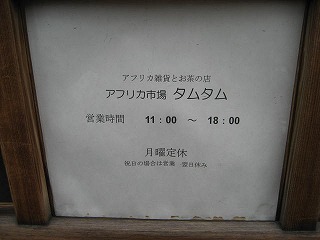 アフリカ雑貨とお茶の店
アフリカ市場 タムタム
営業時間 11:00 ～ 18:00
月曜定休
祝日の場合は営業 翌日休み